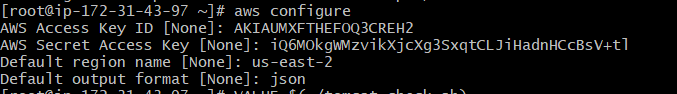 [root@ip-172-31-43-97 ~]# aws configure
AWS Access Key ID [None]: AKIAUMXFTHEFOQ3CREH2
AWS Secret Access Key [None]: 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
Default region name [None]: us-east-2
Default output format [None]: json